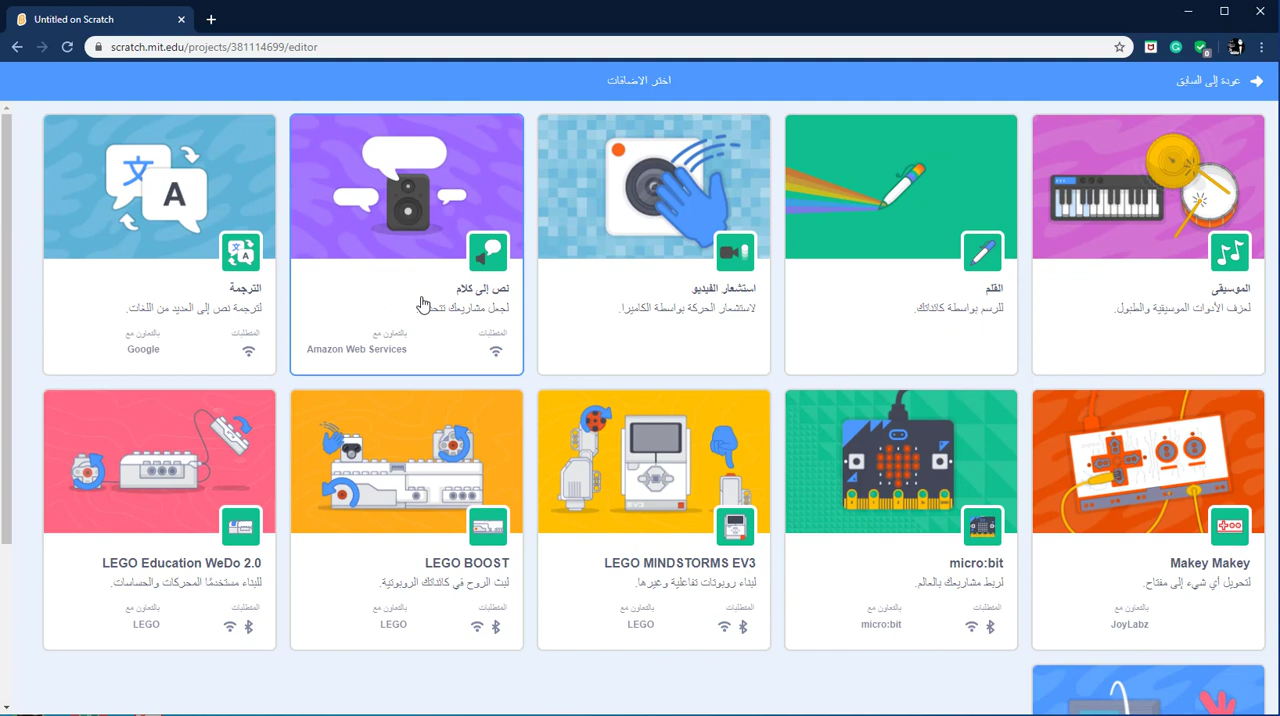 Untitled on Scratch
scratch.mit.edu/projects/381114699/editor
0
عودة إلى السابق
اختر الاضافات
الموسيقى
لعزف الأدوات الموسيقية والطبول.
القلم
للرسم بواسطة كائناتك.
استشعار الفيديو
لاستشعار الحركة بواسطة الكاميرا.
نص إلى كلام
لجعل مشاريعك
المتطلبات
بالتعاون مع
Amazon Web Services
文
A
الترجمة
لترجمة نص إلى العديد من اللغات.
المتطلبات
بالتعاون مع
Google
Makey Makey
لتحويل أي شيء إلى مفتاح.
بالتعاون مع
JoyLabz
micro:bit
لربط مشاريعك بالعالم.
المتطلبات
بالتعاون مع
micro:bit
LEGO MINDSTORMS EV3
لبناء روبوتات تفاعلية وغيرها.
المتطلبات
بالتعاون مع
LEGO
LEGO BOOST
لبث الروح في كائناتك الروبوتية.
المتطلبات
بالتعاون مع
LEGO
LEGO Education WeDo 2.0
للبناء مستخدمًا المحركات والحساسات.
المتطلبات
بالتعاون مع
LEGO